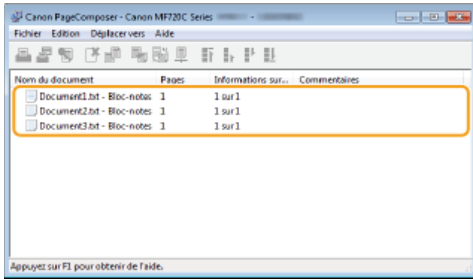 Canon PageComposer - Canon MF720C Series
Fichier Edition Déplacer vers Aide
Nom du document Pages Informations sur... Commentaires
Document1.txt - Bloc-notes 1 1 sur 1
Document2.txt - Bloc-notes 1 1 sur 1
Document3.txt - Bloc-notes 1 1 sur 1
Appuyez sur F1 pour obtenir de l'aide.